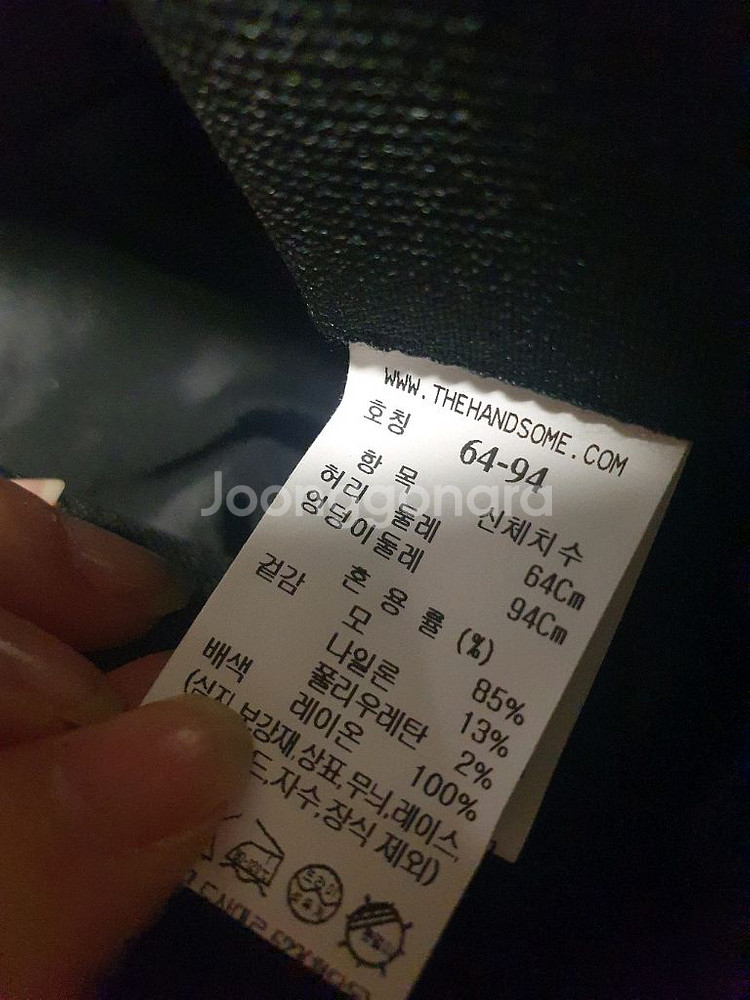 WWW.THEHANDSOME.COM
호칭 64-94
항 목 신체치수
허리 둘레 64Cm
엉덩이둘레 94Cm
혼 용 률 (%)
겉감 모 85%
나일론 13%
폴리우레탄 2%
배색 레이온 100%
(심지,보강재,상표,무늬,레이스,
드,자수,장식 제외)
Joonggonara